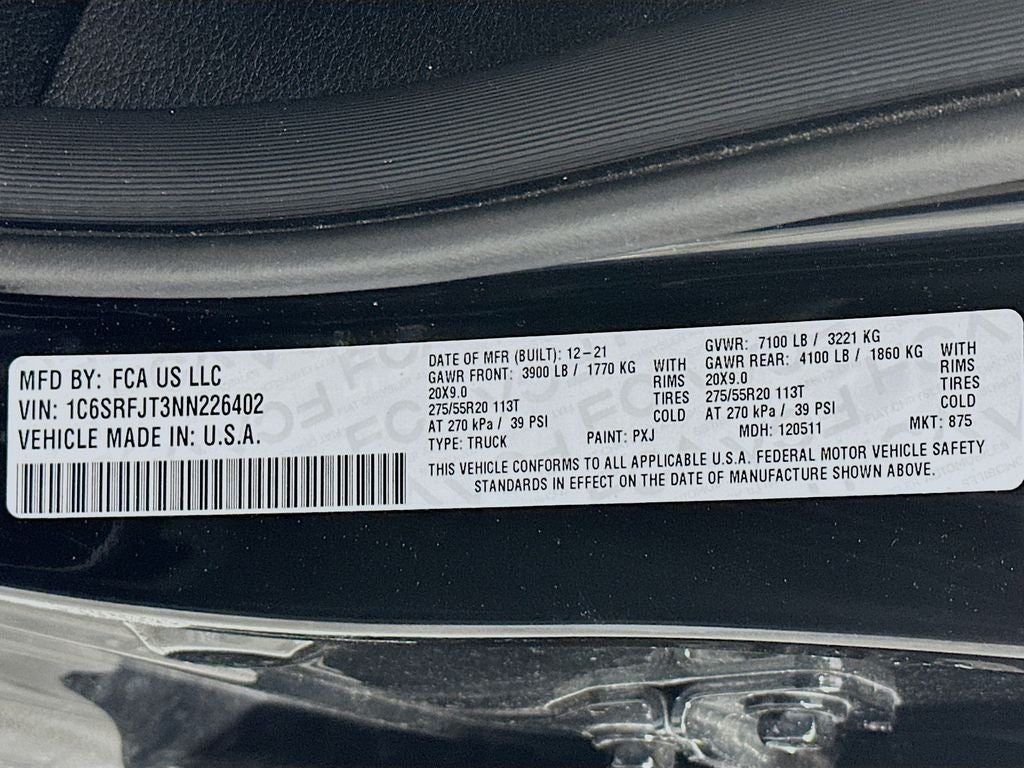 MFD BY: FCA US LLC
VIN: 1C6SRFJT3NN226402
VEHICLE MADE IN: U.S.A.
DATE OF MFR (BUILT): 12-21
GAWR FRONT: 3900 LB / 1770 KG WITH
20X9.0 RIMS
275/55R20 113T TIRES
AT 270 kPa / 39 PSI COLD
TYPE: TRUCK PAINT: PXJ
GVWR: 7100 LB / 3221 KG
GAWR REAR: 4100 LB / 1860 KG WITH
20X9.0 RIMS
275/55R20 113T TIRES
AT 270 kPa / 39 PSI COLD
MDH: 120511 MKT: 875
THIS VEHICLE CONFORMS TO ALL APPLICABLE U.S.A. FEDERAL MOTOR VEHICLE SAFETY
STANDARDS IN EFFECT ON THE DATE OF MANUFACTURE SHOWN ABOVE.